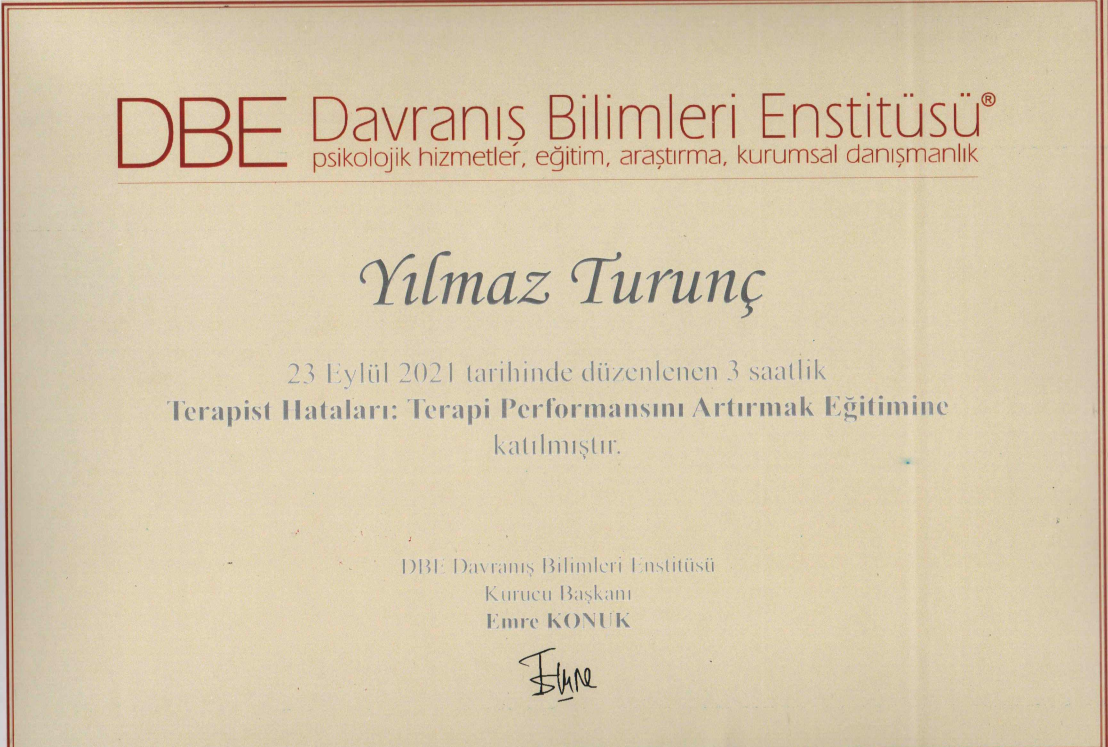 DBE Davranış Bilimleri Enstitüsü®
psikolojik hizmetler, eğitim, araştırma, kurumsal danışmanlık
Yılmaz Turunç
23 Eylül 2021 tarihinde düzenlenen 3 saatlik
Terapist Hataları: Terapi Performansını Artırmak Eğitimine
katılmıştır.
DBE Davranış Bilimleri Enstitüsü
Kurucu Başkanı
Emre KONUK
Emre